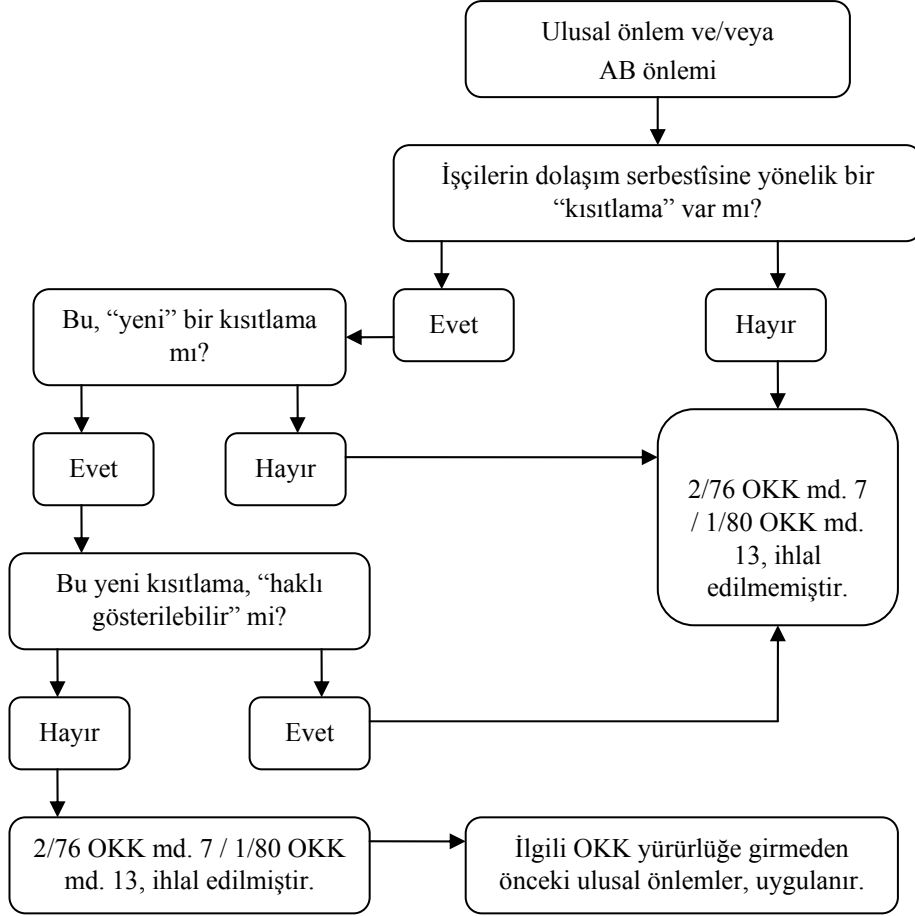 Ulusal önlem ve/veya
AB önlemi
İşçilerin dolaşım serbestîsine yönelik bir
“kısıtlama” var mı?
Evet
Hayır
Bu, “yeni” bir kısıtlama
mı?
Evet
Hayır
2/76 OKK md. 7
/ 1/80 OKK md.
13, ihlal
edilmemiştir.
Bu yeni kısıtlama, “haklı
gösterilebilir” mi?
Hayır
Evet
2/76 OKK md. 7 / 1/80 OKK
md. 13, ihlal edilmiştir.
İlgili OKK yürürlüğe girmeden
önceki ulusal önlemler, uygulanır.